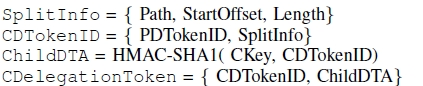 SplitInfo = { Path, StartOffset, Length}
CDTokenID = { PDTokenID, SplitInfo}
ChildDTA = HMAC-SHA1( CKey, CDTokenID)
CDelegationToken = { CDTokenID, ChildDTA}